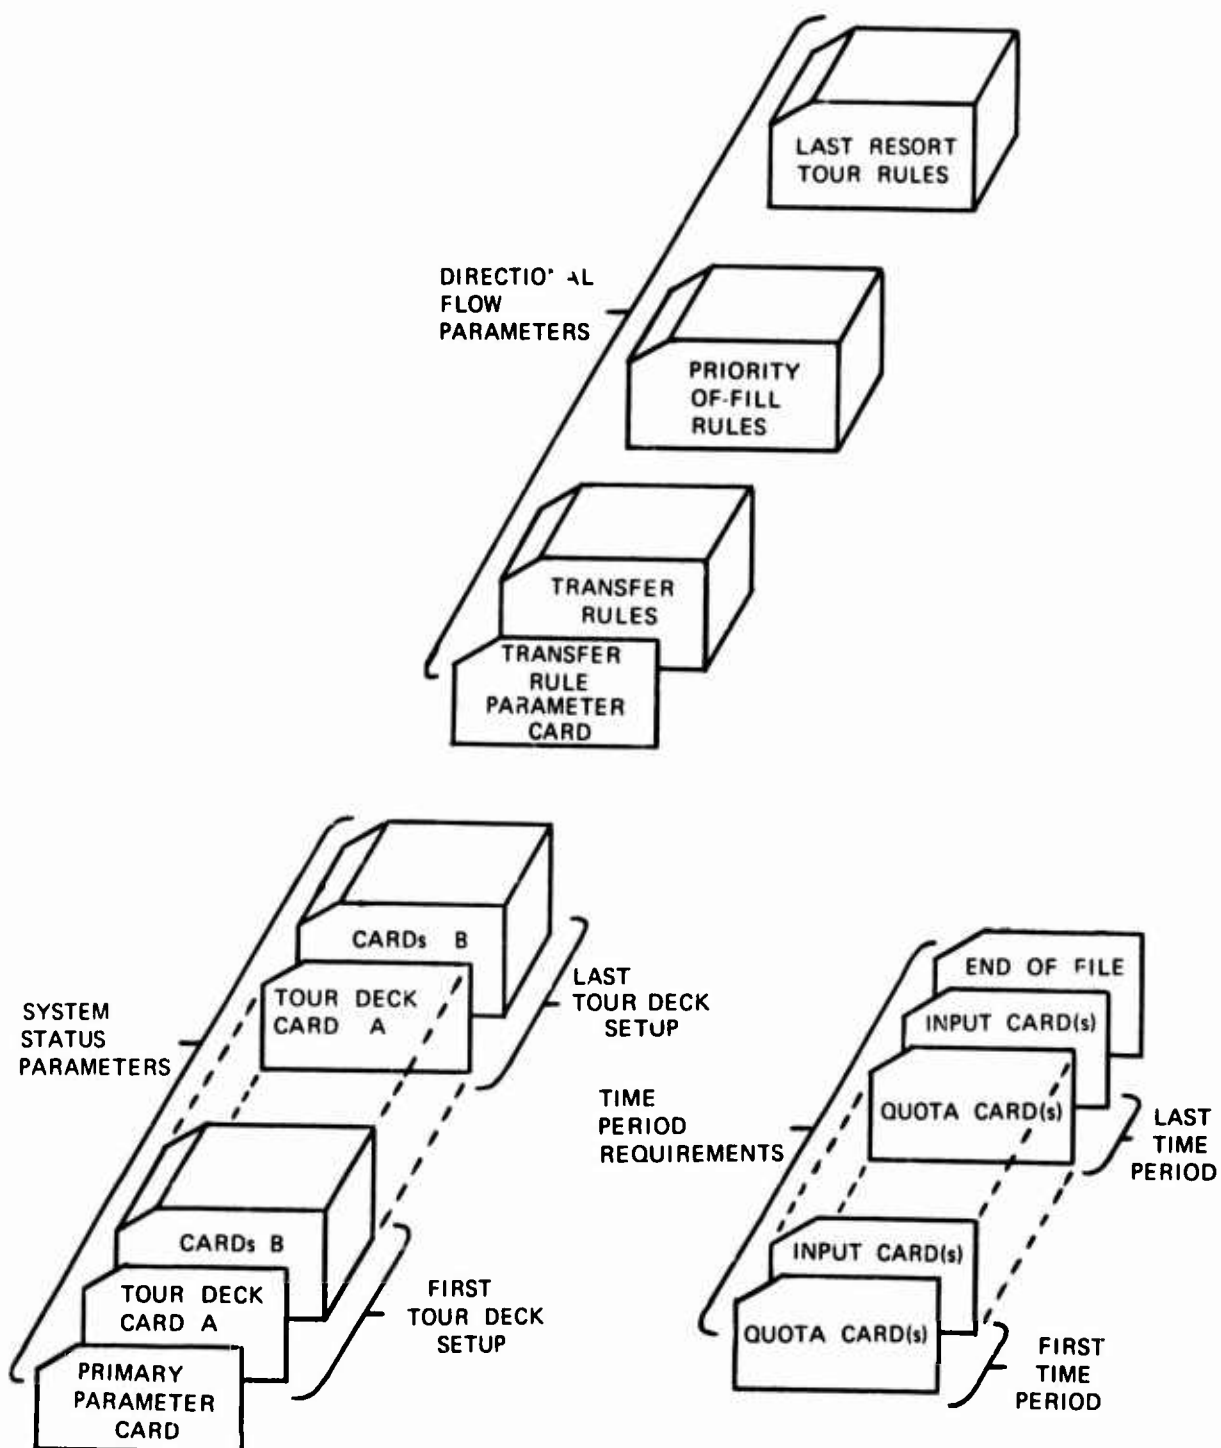 LAST RESORT
TOUR RULES
FLOW
PARAMETERS
PRIORITY
OF-FILL
RULES
TRANSFER
RULES
TRANSFER
RULE
PARAMETER
CARD
CARDs B
TOUR DECK
CARD A
LAST
TOUR DECK
SETUP
SYSTEM
STATUS
PARAMETERS
CARDs B
TOUR DECK
CARD A
PRIMARY
PARAMETER
CARD
FIRST
TOUR DECK
SETUP
END OF FILE
INPUT CARD(s)
QUOTA CARD(s)
TIME
PERIOD
REQUIREMENTS
LAST
TIME
PERIOD
INPUT CARD(s)
QUOTA CARD(s)
FIRST
TIME
PERIOD